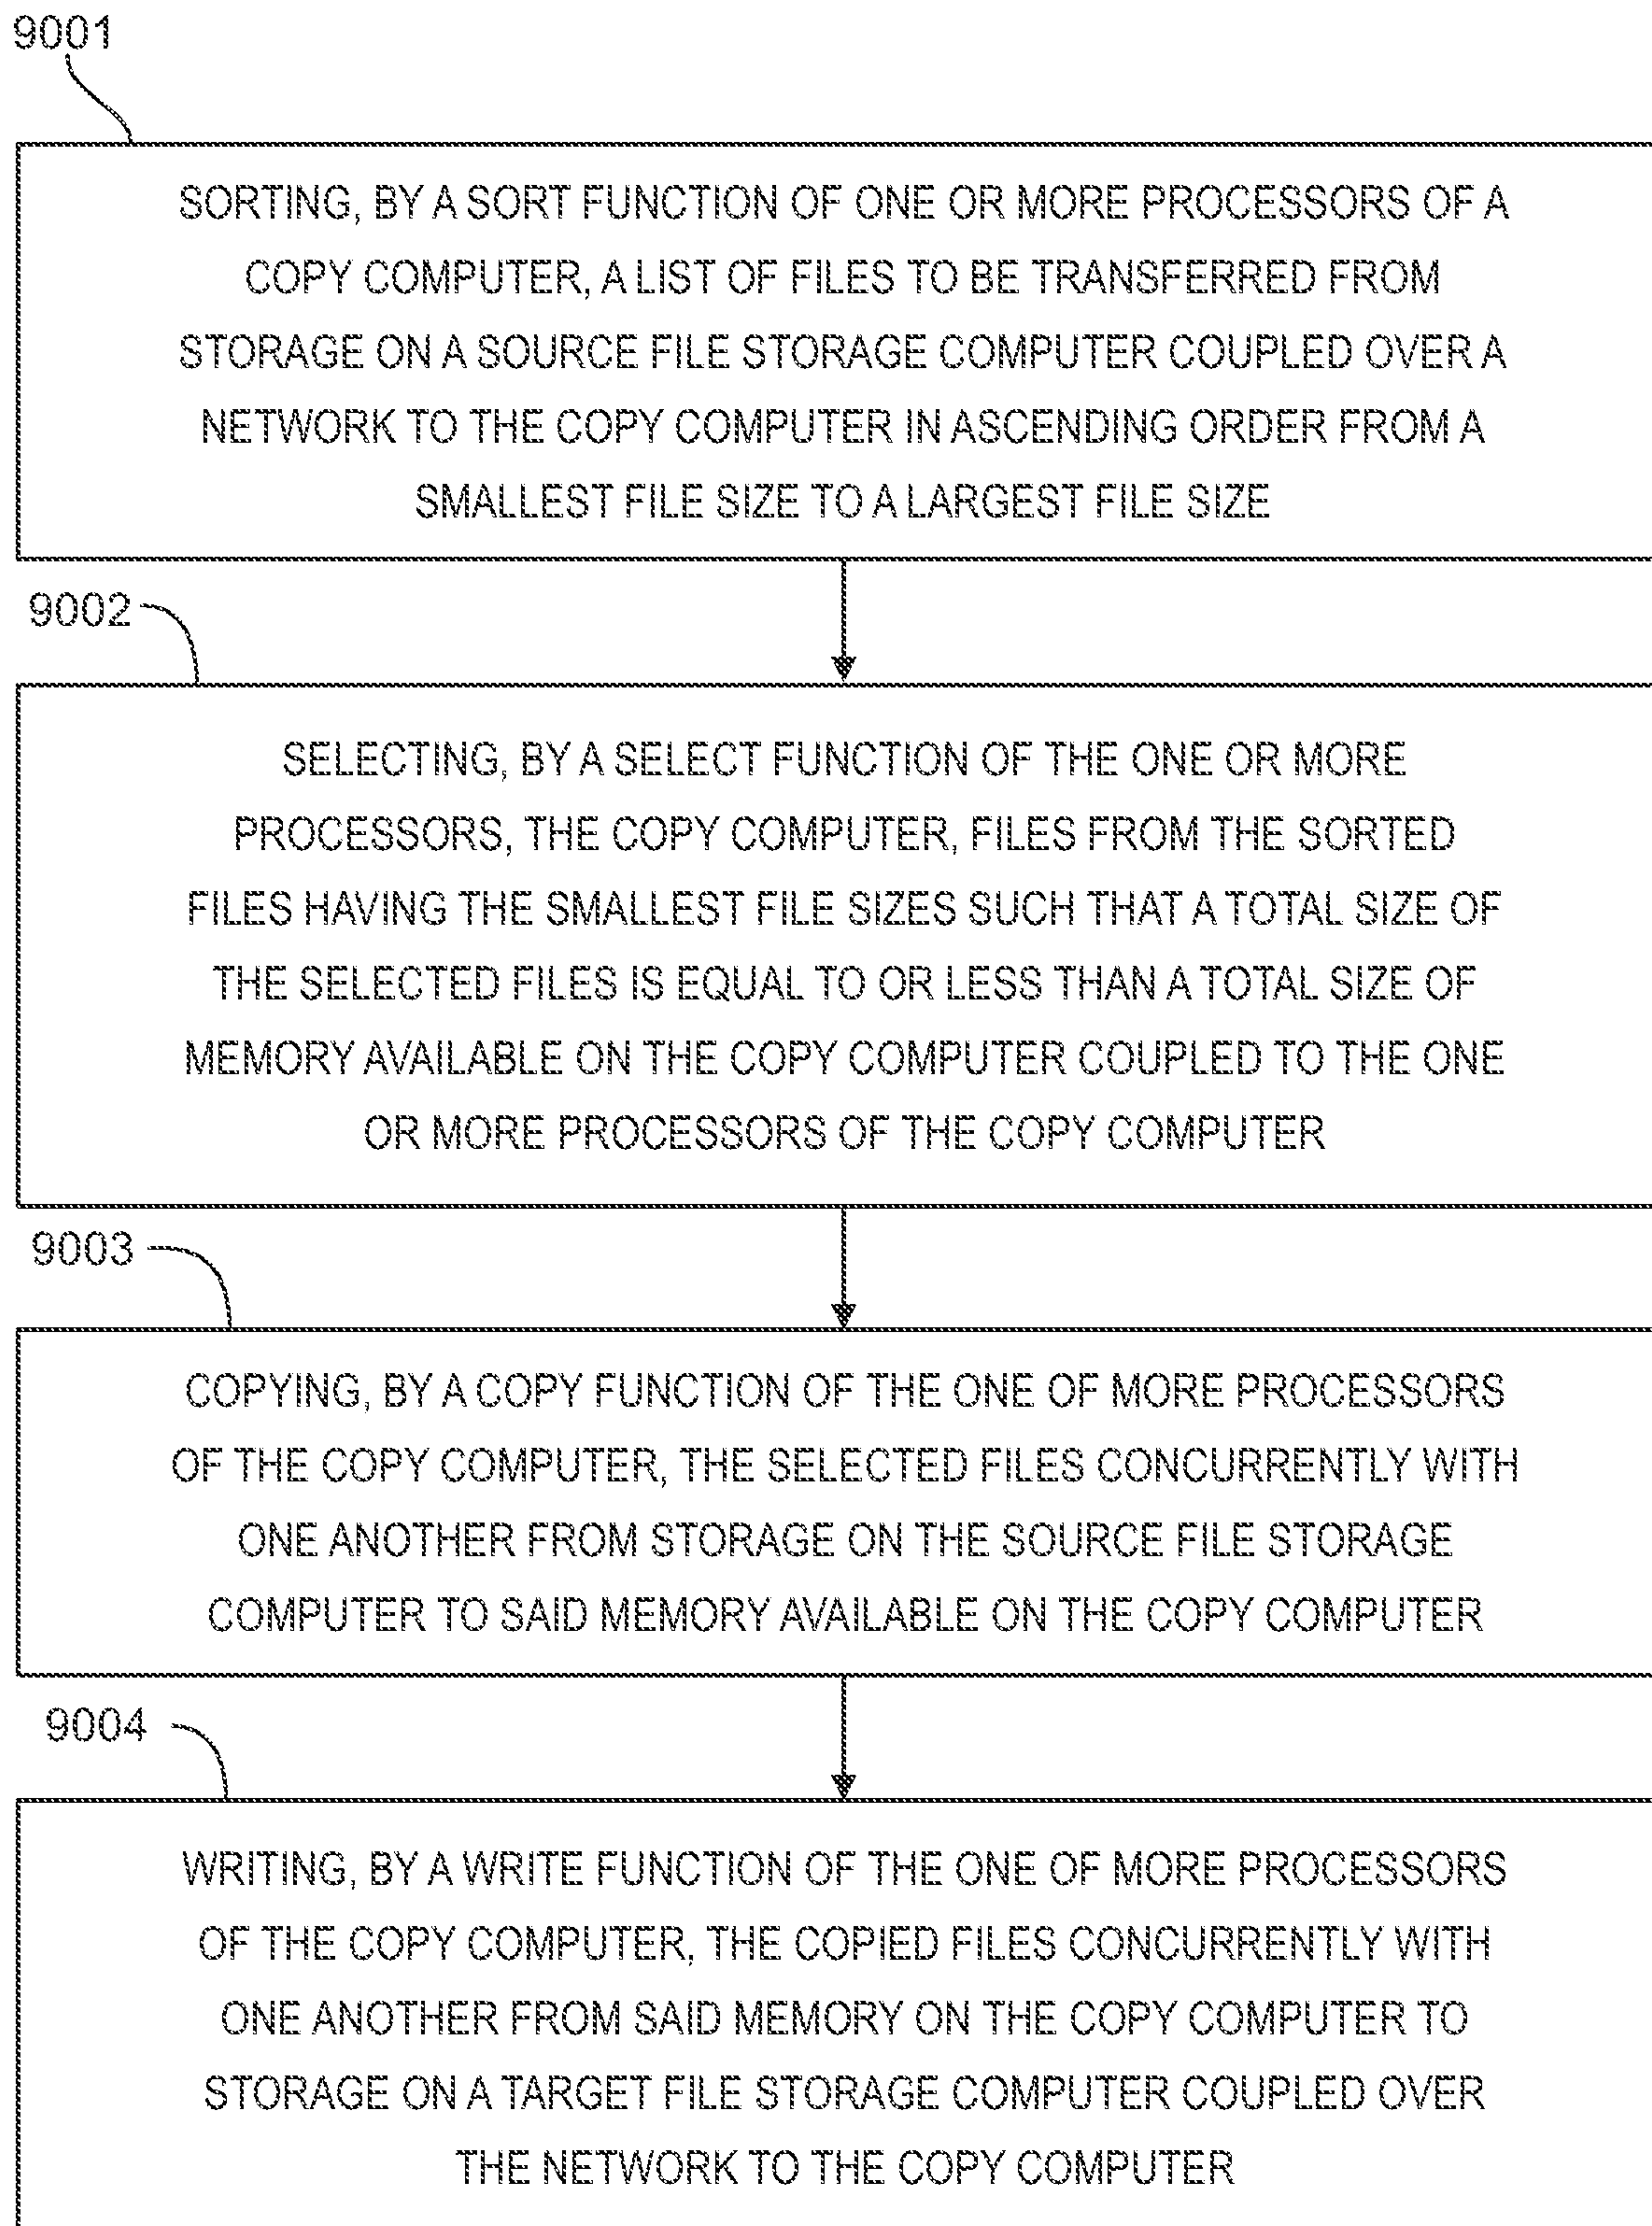 9001
SORTING, BY A SORT FUNCTION OF ONE OR MORE PROCESSORS OF A
COPY COMPUTER, A LIST OF FILES TO BE TRANSFERRED FROM
STORAGE ON A SOURCE FILE STORAGE COMPUTER COUPLED OVER A
NETWORK TO THE COPY COMPUTER IN ASCENDING ORDER FROM A
SMALLEST FILE SIZE TO A LARGEST FILE SIZE
9002
SELECTING, BY A SELECT FUNCTION OF THE ONE OR MORE
PROCESSORS, THE COPY COMPUTER, FILES FROM THE SORTED
FILES HAVING THE SMALLEST FILE SIZES SUCH THAT A TOTAL SIZE OF
THE SELECTED FILES IS EQUAL TO OR LESS THAN A TOTAL SIZE OF
MEMORY AVAILABLE ON THE COPY COMPUTER COUPLED TO THE ONE
OR MORE PROCESSORS OF THE COPY COMPUTER
9003
COPYING, BY A COPY FUNCTION OF THE ONE OF MORE PROCESSORS
OF THE COPY COMPUTER, THE SELECTED FILES CONCURRENTLY WITH
ONE ANOTHER FROM STORAGE ON THE SOURCE FILE STORAGE
COMPUTER TO SAID MEMORY AVAILABLE ON THE COPY COMPUTER
9004
WRITING, BY A WRITE FUNCTION OF THE ONE OF MORE PROCESSORS
OF THE COPY COMPUTER, THE COPIED FILES CONCURRENTLY WITH
ONE ANOTHER FROM SAID MEMORY ON THE COPY COMPUTER TO
STORAGE ON A TARGET FILE STORAGE COMPUTER COUPLED OVER
THE NETWORK TO THE COPY COMPUTER